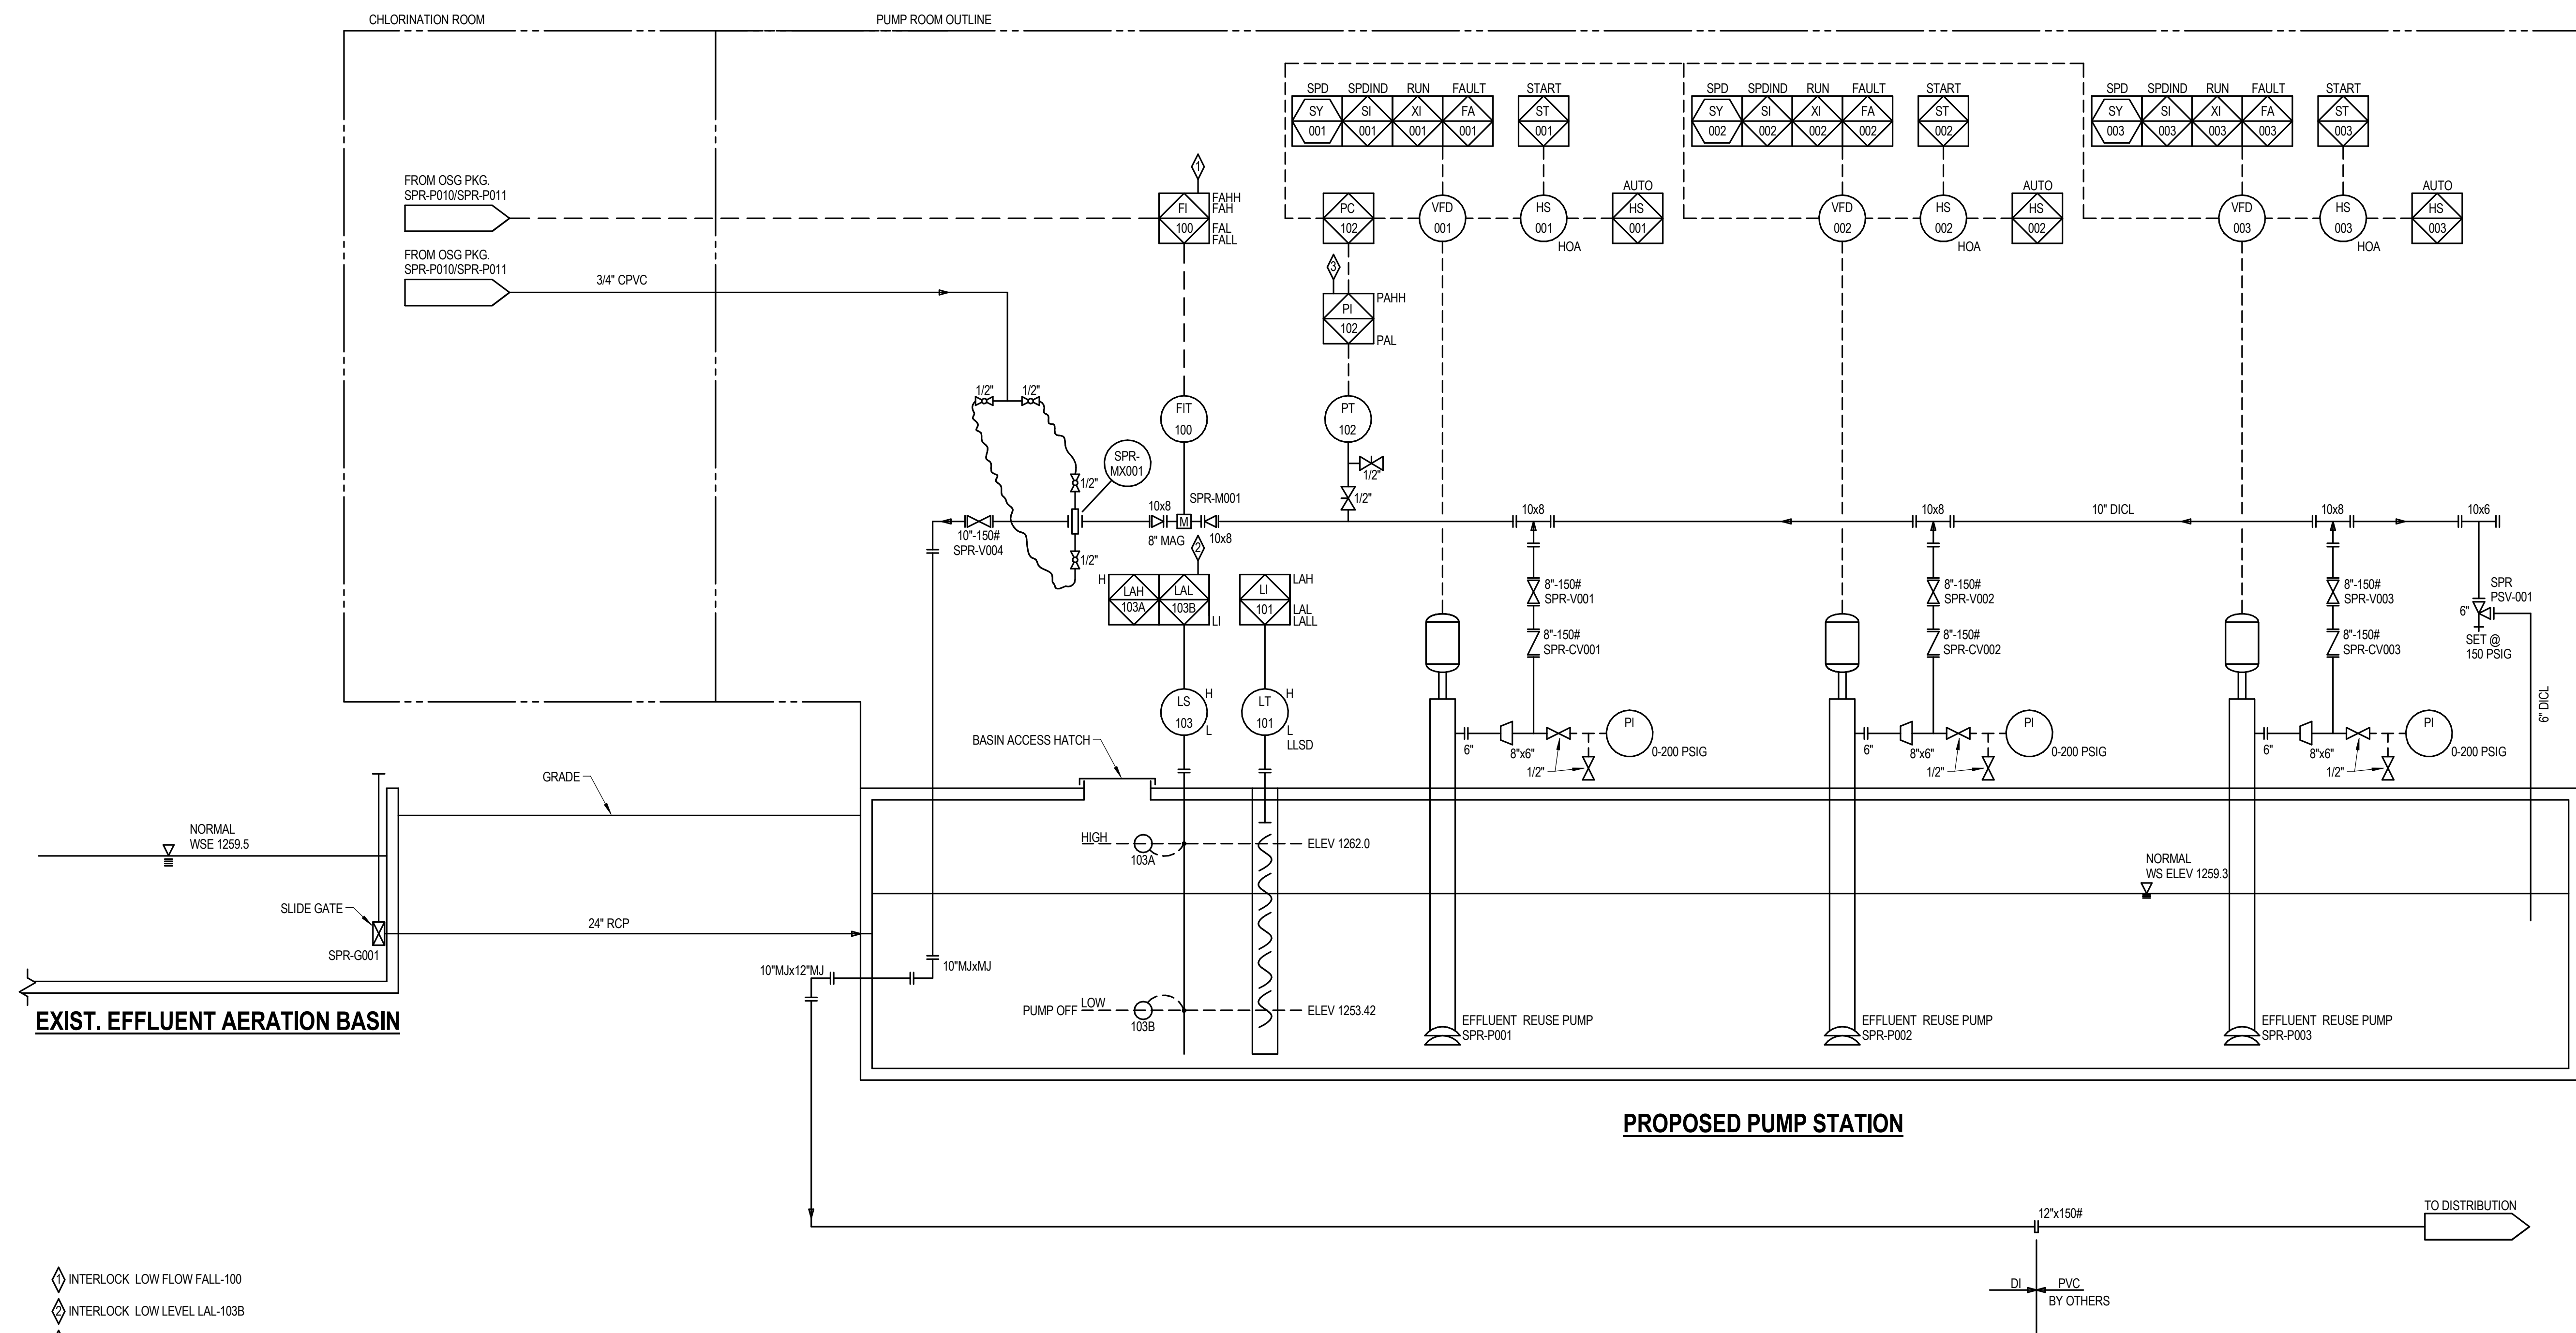 CHLORINATION ROOM
PUMP ROOM OUTLINE
SPD SPDIND RUN FAULT START
SY SI XI FA ST
001 001 001 001 001
SPD SPDIND RUN FAULT START
SY SI XI FA ST
002 002 002 002 002
SPD SPDIND RUN FAULT START
SY SI XI FA ST
003 003 003 003 003
FROM OSG PKG.
SPR-P010/SPR-P011
1
FI
100
FAHH
FAH
FAL
FALL
PC
102
VFD
001
HS
001
HOA
AUTO
HS
001
VFD
002
HS
002
HOA
AUTO
HS
002
VFD
003
HS
003
HOA
AUTO
HS
003
FROM OSG PKG.
SPR-P010/SPR-P011
3/4" CPVC
3
PI
102
PAHH
PAL
1/2" 1/2"
FIT
100
PT
102
SPR-
MX001
1/2"
1/2"
1/2"
1/2"
10"-150#
SPR-V004
10x8
8" MAG
M
SPR-M001
10x8
2
10x8
10x8
10" DICL
10x8
10x6
H
LAH
103A
LAL
103B
LI
LI
101
LAH
LAL
LALL
8"-150#
SPR-V001
8"-150#
SPR-CV001
8"-150#
SPR-V002
8"-150#
SPR-CV002
8"-150#
SPR-V003
8"-150#
SPR-CV003
SPR
PSV-001
6"
SET @
150 PSIG
6" DICL
LS
103
H
L
LT
101
H
L
LLSD
6"
8"x6"
1/2"
PI
0-200 PSIG
6"
8"x6"
1/2"
PI
0-200 PSIG
6"
8"x6"
1/2"
PI
0-200 PSIG
BASIN ACCESS HATCH
GRADE
NORMAL
WSE 1259.5
HIGH
103A
ELEV 1262.0
NORMAL
WS ELEV 1259.3
SLIDE GATE
24" RCP
SPR-G001
10"MJx12"MJ
10"MJxMJ
PUMP OFF
LOW
103B
ELEV 1253.42
EXIST. EFFLUENT AERATION BASIN
EFFLUENT REUSE PUMP
SPR-P001
EFFLUENT REUSE PUMP
SPR-P002
EFFLUENT REUSE PUMP
SPR-P003
PROPOSED PUMP STATION
12"x150#
TO DISTRIBUTION
DI
PVC
BY OTHERS
1 INTERLOCK LOW FLOW FALL-100
2 INTERLOCK LOW LEVEL LAL-103B